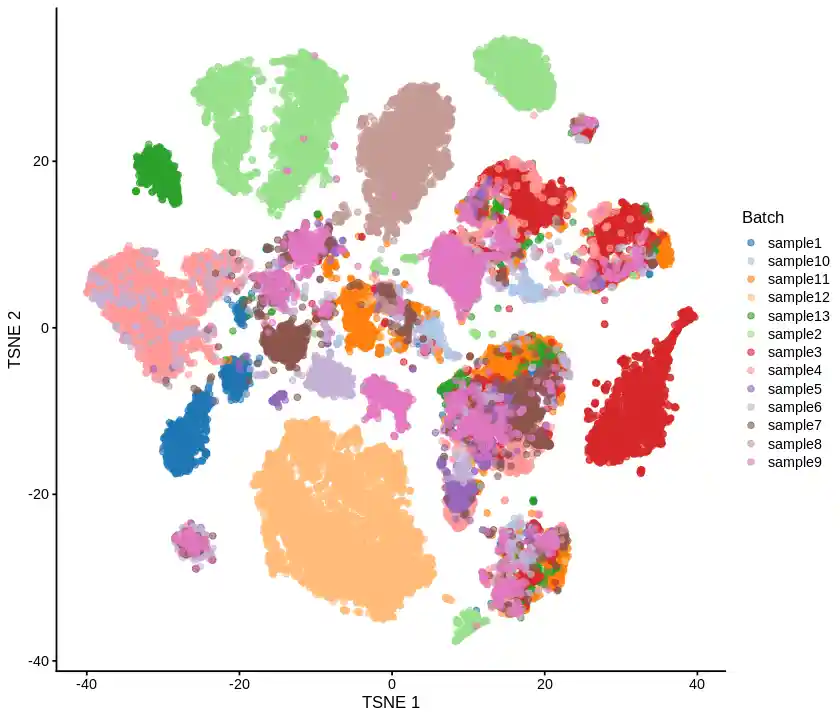 TSNE 2
20
0
-20
-40
-40
-20
0
20
40
TSNE 1
Batch
sample1
sample10
sample11
sample12
sample13
sample2
sample3
sample4
sample5
sample6
sample7
sample8
sample9